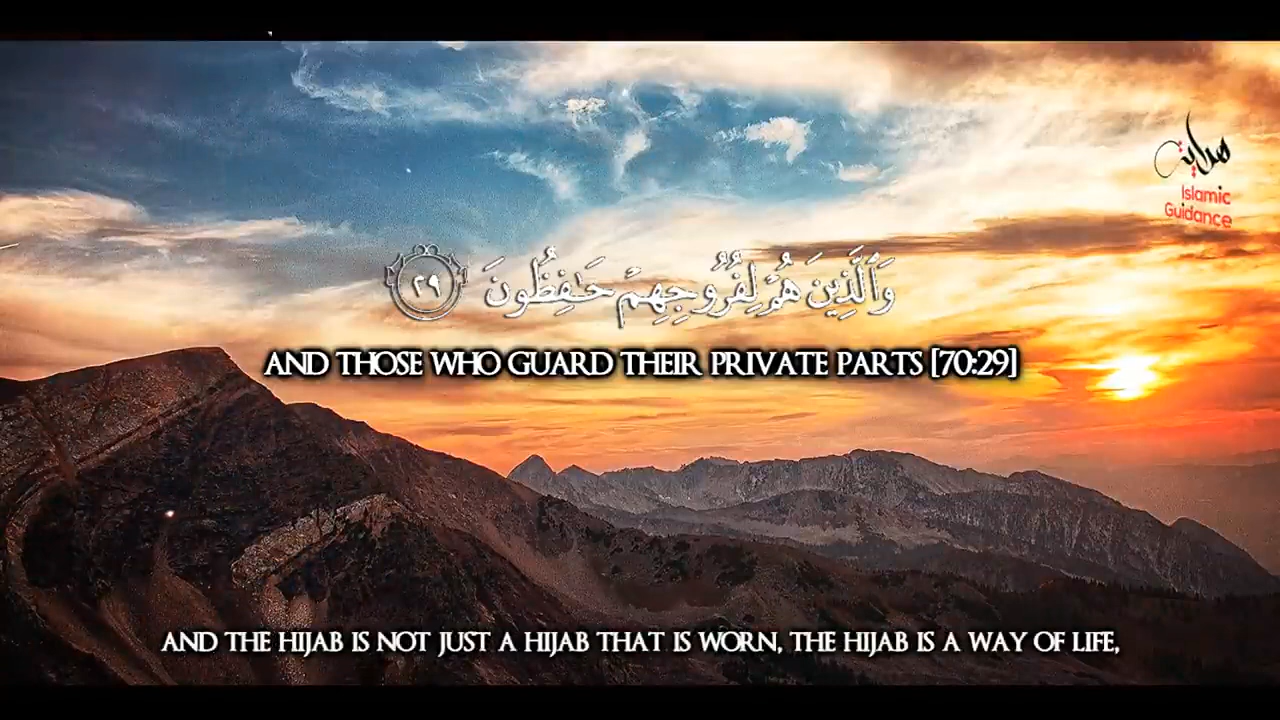 هداية
Islamic
Guidance
وَٱلَّذِينَ هُمْ لِفُرُوجِهِمْ حَـٰفِظُونَ ٢٩
AND THOSE WHO GUARD THEIR PRIVATE PARTS [70:29]
AND THE HIJAB IS NOT JUST A HIJAB THAT IS WORN, THE HIJAB IS A WAY OF LIFE,